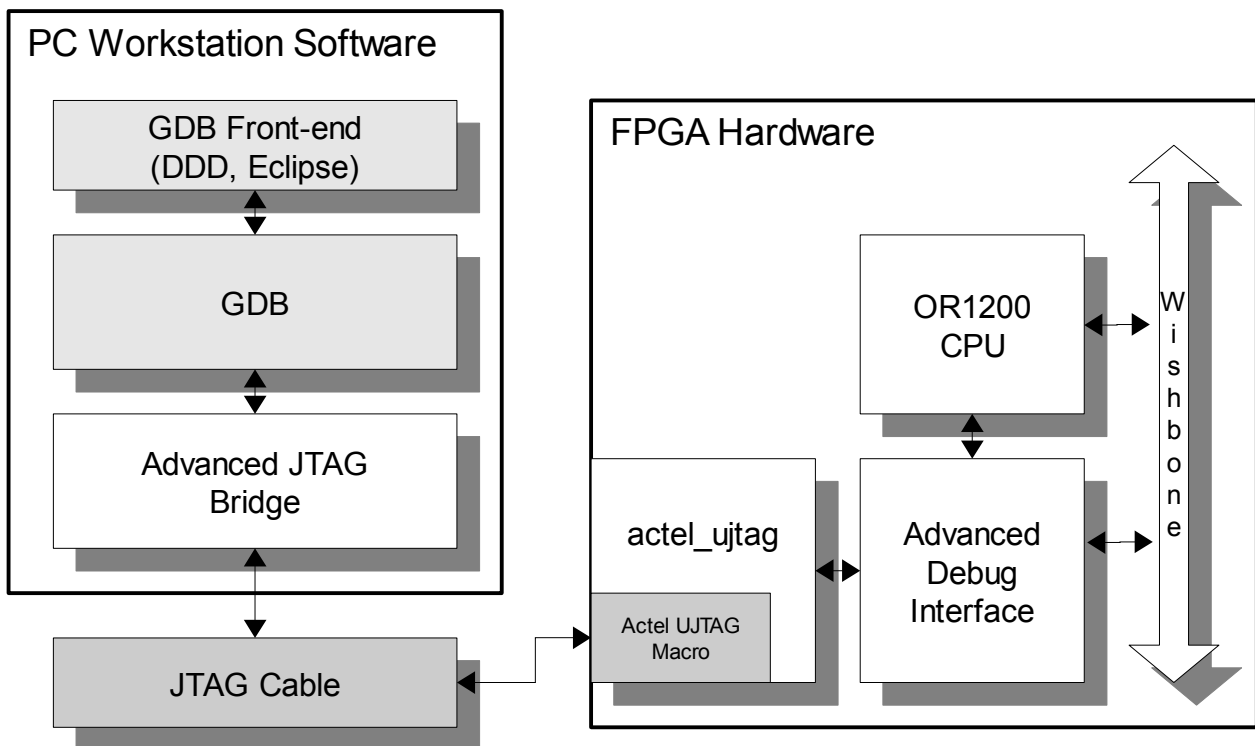 PC Workstation Software
GDB Front-end
(DDD, Eclipse)
GDB
Advanced JTAG
Bridge
JTAG Cable
FPGA Hardware
OR1200
CPU
Wishbone
actel_ujtag
Actel UJTAG
Macro
Advanced
Debug
Interface